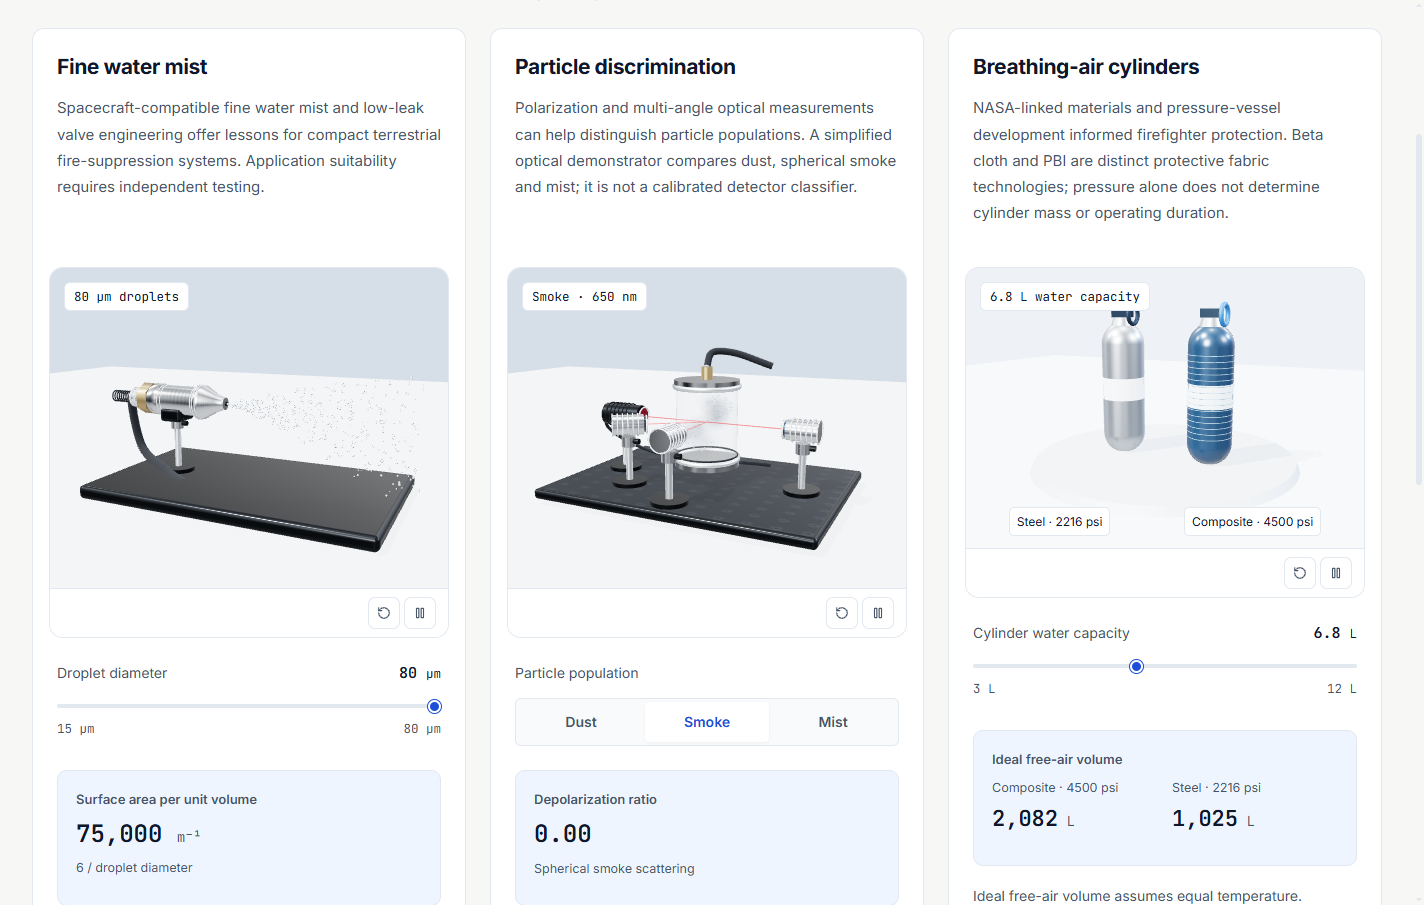 Fine water mist
Spacecraft-compatible fine water mist and low-leak
valve engineering offer lessons for compact terrestrial
fire-suppression systems. Application suitability
requires independent testing.
80 µm droplets
Droplet diameter
80 µm
15 µm
80 µm
Surface area per unit volume
75,000 m⁻¹
6 / droplet diameter
Particle discrimination
Polarization and multi-angle optical measurements
can help distinguish particle populations. A simplified
optical demonstrator compares dust, spherical smoke
and mist; it is not a calibrated detector classifier.
Smoke · 650 nm
Particle population
Dust
Smoke
Mist
Depolarization ratio
0.00
Spherical smoke scattering
Breathing-air cylinders
NASA-linked materials and pressure-vessel
development informed firefighter protection. Beta
cloth and PBI are distinct protective fabric
technologies; pressure alone does not determine
cylinder mass or operating duration.
6.8 L water capacity
Steel · 2216 psi
Composite · 4500 psi
Cylinder water capacity
6.8 L
3 L
12 L
Ideal free-air volume
Composite · 4500 psi
2,082 L
Steel · 2216 psi
1,025 L
Ideal free-air volume assumes equal temperature.